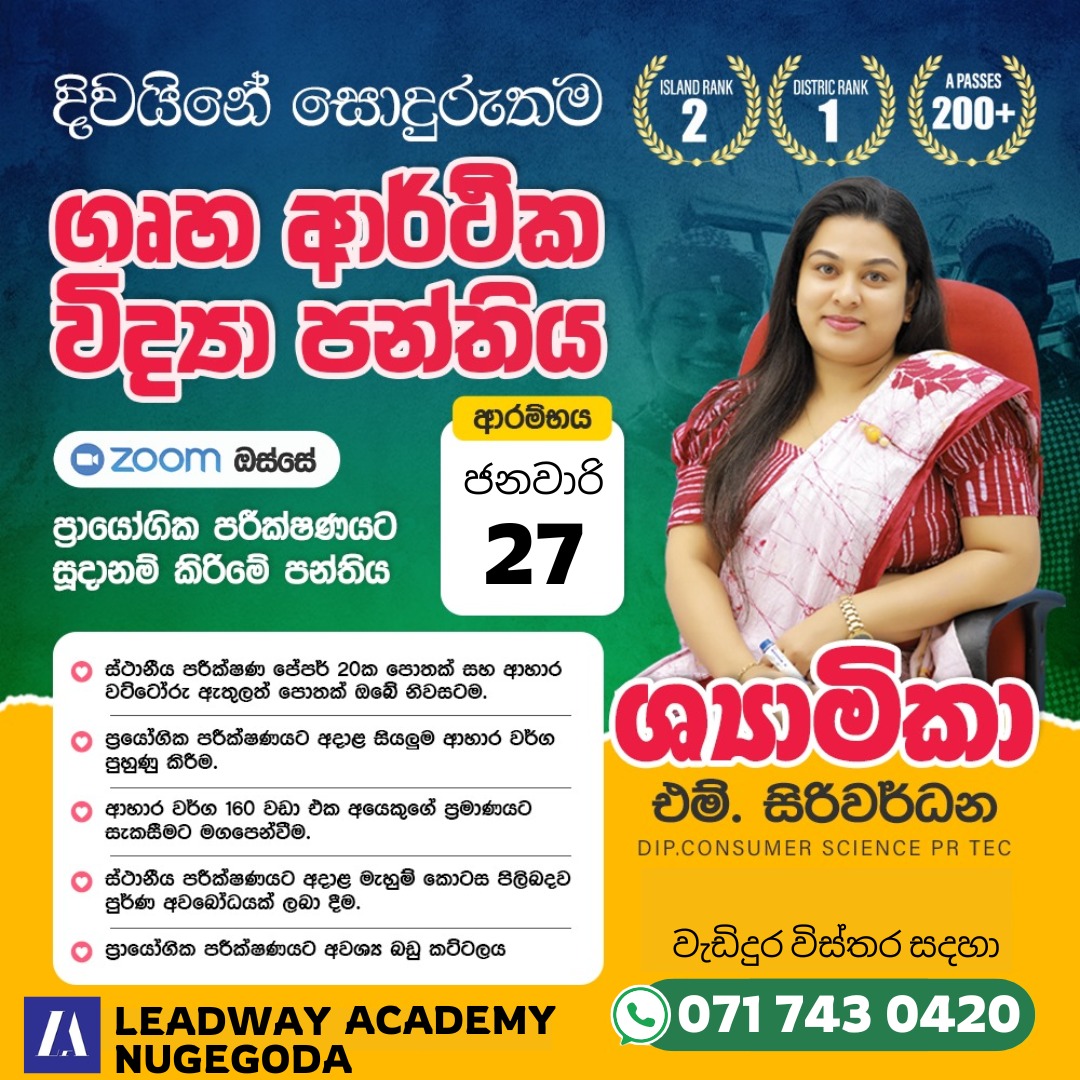 දිවයිනේ සොදුරුතම
ISLAND RANK
2
DISTRIC RANK
1
A PASSES
200+
ගෘහ ආර්ථික
විද්‍යා පන්තිය
zoom ඔස්සේ
ප්‍රායෝගික පරීක්ෂණයට
සූදානම් කිරිමේ පන්තිය
ආරම්භය
ජනවාරි
27
ස්ථානීය පරීක්ෂණ පේපර් 20ක පොතක් සහ ආහාර
වට්ටෝරු ඇතුලත් පොතක් ඔබේ නිවසටම.
ප්‍රයෝගික පරීක්ෂණයට අදාළ සියලුම ආහාර වර්ග
පුහුණු කිරීම.
ආහාර වර්ග 160 වඩා එක අයෙකුගේ ප්‍රමාණයට
සැකසීමට මගපෙන්වීම.
ස්ථානීය පරීක්ෂණයට අදාළ මැහුම් කොටස පිලිබදව
පුර්ණ අවබෝධයක් ලබා දීම.
ප්‍රායෝගික පරීක්ෂණයට අවශ්‍ය බඩු කට්ටලය
ශ්‍යාමිකා
එම්. සිරිවර්ධන
DIP.CONSUMER SCIENCE PR TEC
වැඩිදුර විස්තර සදහා
071 743 0420
LEADWAY ACADEMY
NUGEGODA